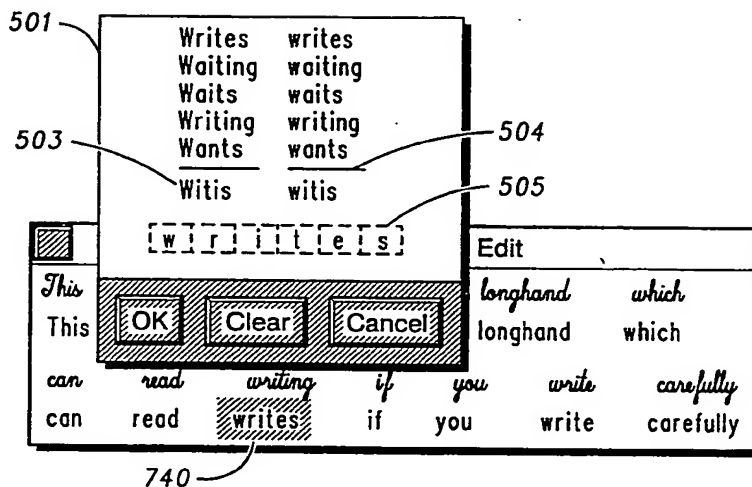 501
Writes writes
Waiting waiting
Waits waits
Writing writing
Wants wants
503
504
Witis witis
505
w r i t e s
Edit
This longhand which
OK Clear Cancel
This longhand which
can read writing if you write carefully
can read writes if you write carefully
740